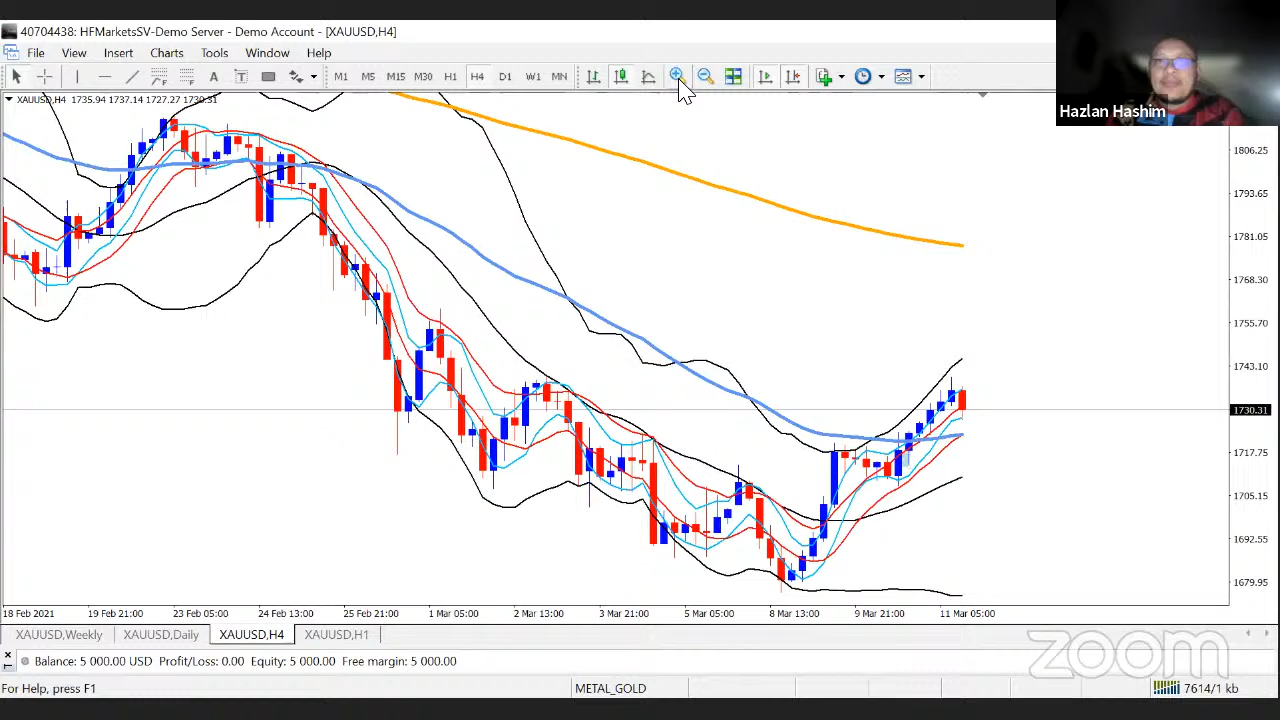 40704438: HFMarketsSV-Demo Server - Demo Account - [XAUUSD,H4]
File View Insert Charts Tools Window Help
A T M1 M5 M15 M30 H1 H4 D1 W1 MN
Hazlan Hashim
XAUUSD,H4 1735.94 1737.14 1727.27 1730.31
1806.25
1793.65
1781.05
1768.30
1755.70
1743.10
1730.31
1717.75
1705.15
1692.55
1679.95
18 Feb 2021 19 Feb 21:00 23 Feb 05:00 24 Feb 13:00 25 Feb 21:00 1 Mar 05:00 2 Mar 13:00 3 Mar 21:00 5 Mar 05:00 8 Mar 13:00 9 Mar 21:00 11 Mar 05:00
XAUUSD,Weekly XAUUSD,Daily XAUUSD,H4 XAUUSD,H1
Balance: 5 000.00 USD Profit/Loss: 0.00 Equity: 5 000.00 Free margin: 5 000.00
zoom
For Help, press F1 METAL_GOLD 7614/1 kb